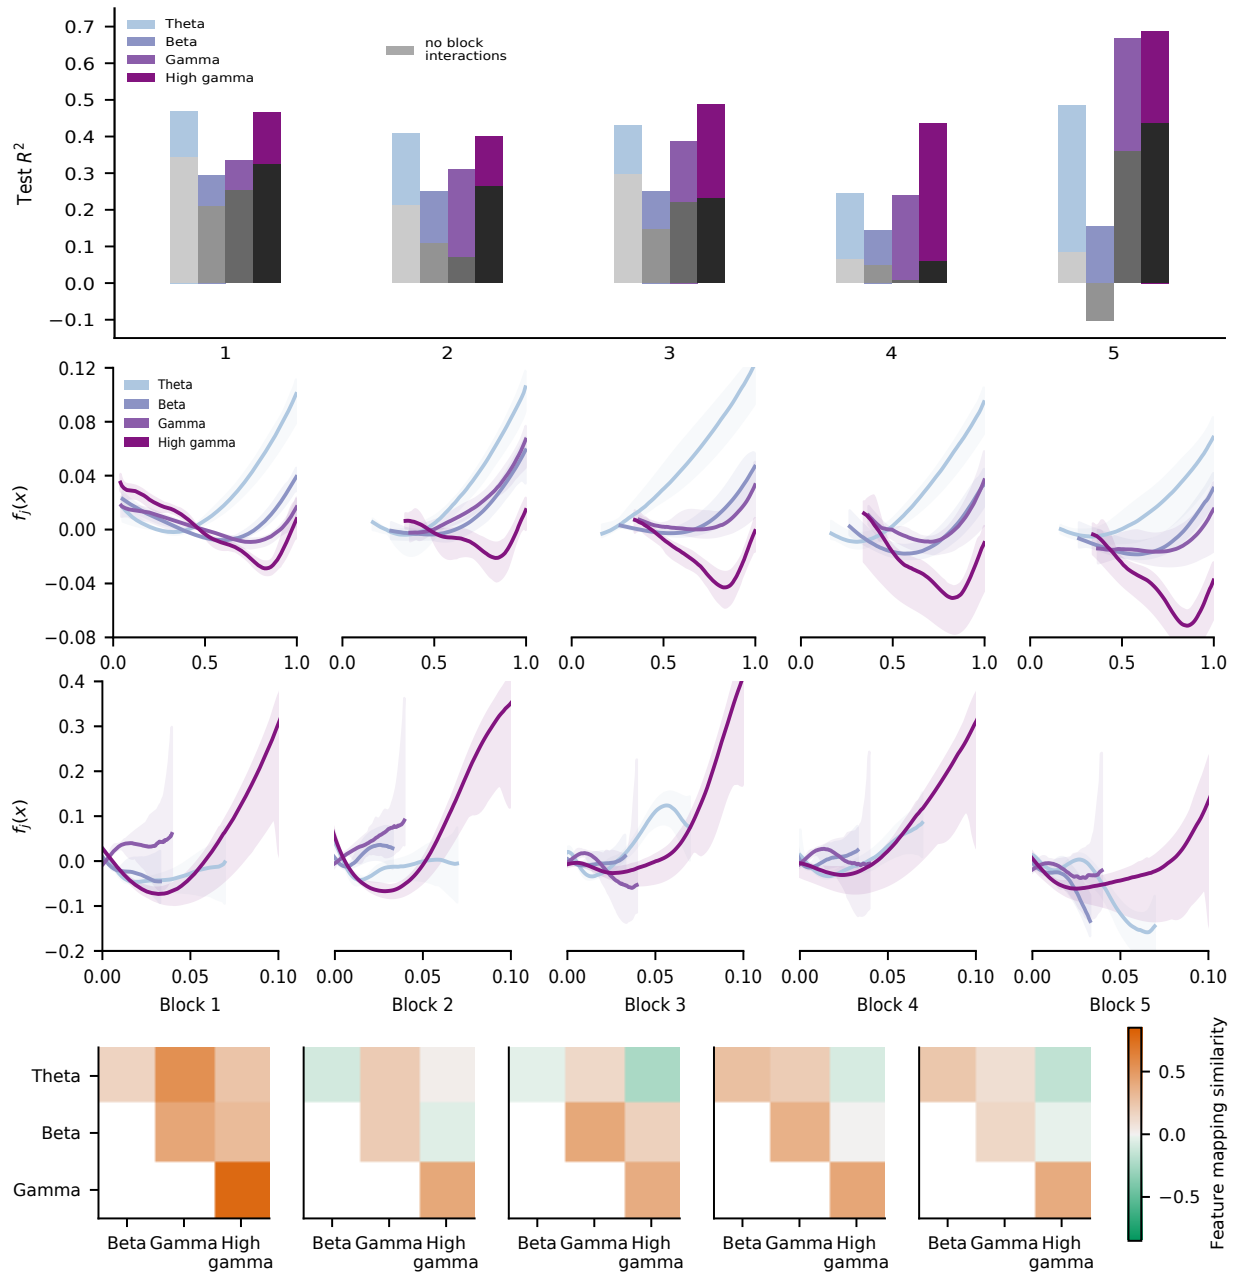 0.7
0.6
0.5
0.4
0.3
0.2
0.1
0.0
−0.1
Test R²
Theta
Beta
Gamma
High gamma
no block
interactions
1 2 3 4 5
0.12
0.08
0.04
0.00
−0.04
−0.08
fj(x)
Theta
Beta
Gamma
High gamma
0.0 0.5 1.0 0.0 0.5 1.0 0.0 0.5 1.0 0.0 0.5 1.0 0.0 0.5 1.0
0.4
0.3
0.2
0.1
0.0
−0.1
−0.2
fj(x)
0.00 0.05 0.10 0.00 0.05 0.10 0.00 0.05 0.10 0.00 0.05 0.10 0.00 0.05 0.10
Block 1 Block 2 Block 3 Block 4 Block 5
Theta
Beta
Gamma
Beta Gamma High
gamma
Beta Gamma High
gamma
Beta Gamma High
gamma
Beta Gamma High
gamma
Beta Gamma High
gamma
0.5
0.0
−0.5
Feature mapping similarity